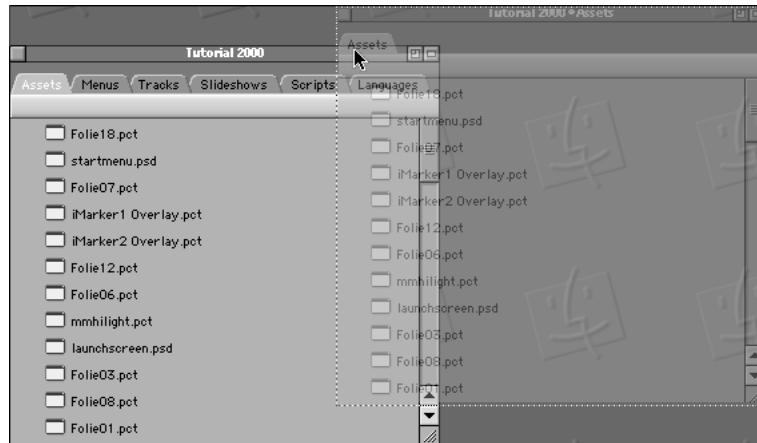 Tutorial 2000 • Assets
Assets
Tutorial 2000
Assets Menus Tracks Slideshows Scripts Languages
Folie18.pct
startmenu.psd
Folie07.pct
iMarker1 Overlay.pct
iMarker2 Overlay.pct
Folie12.pct
Folie06.pct
mmhilight.pct
launchscreen.psd
Folie03.pct
Folie08.pct
Folie01.pct
Folie18.pct
startmenu.psd
Folie07.pct
iMarker1 Overlay.pct
iMarker2 Overlay.pct
Folie12.pct
Folie06.pct
mmhilight.pct
launchscreen.psd
Folie03.pct
Folie08.pct
Folie01.pct